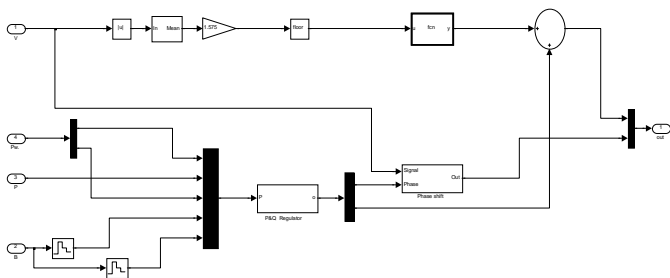 1
V
|u|
In Mean
1.575
floor
u fcn y
+
+
4
Pw.
3
P
2
B
P o
P&Q Regulator
Signal
Phase
Out
Phase shift
1
out